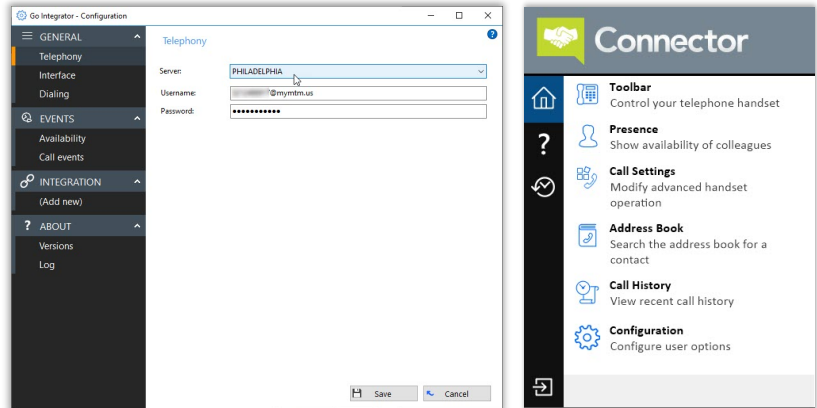 Go Integrator - Configuration
GENERAL
Telephony
Interface
Dialing
EVENTS
Availability
Call events
INTEGRATION
(Add new)
? ABOUT
Versions
Log
Telephony
?
Server:
PHILADELPHIA
Username:
@mymtm.us
Password:
•••••••••••
Save
Cancel
Connector
?
Toolbar
Control your telephone handset
Presence
Show availability of colleagues
Call Settings
Modify advanced handset
operation
Address Book
Search the address book for a
contact
Call History
View recent call history
Configuration
Configure user options